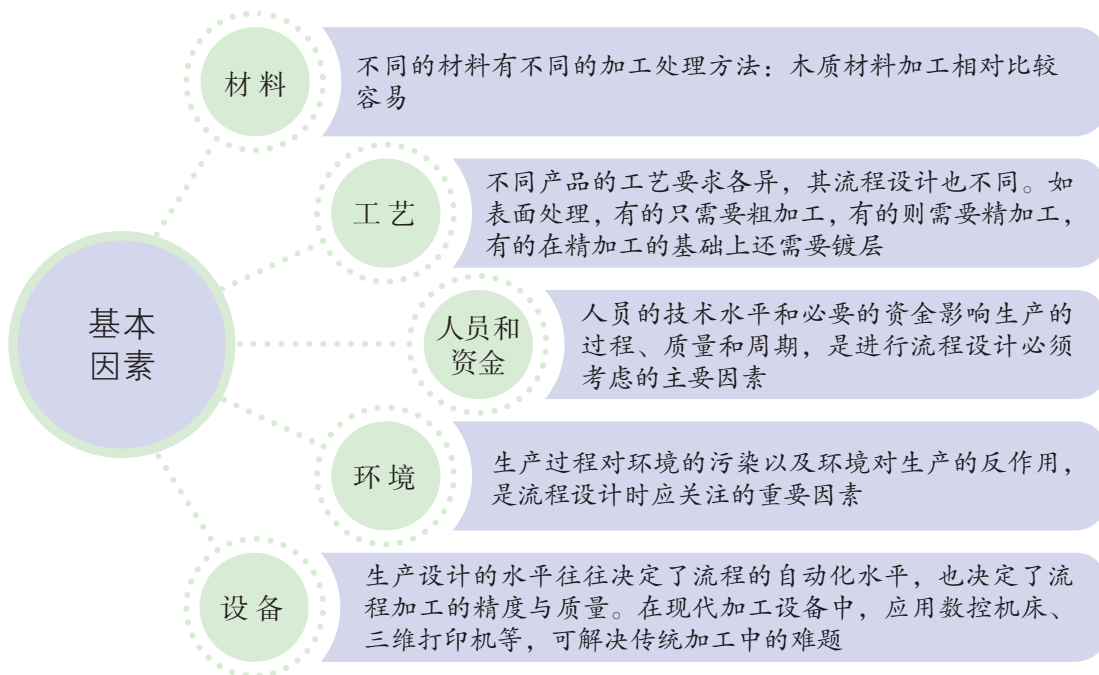 材料
不同的材料有不同的加工处理方法：木质材料加工相对比较
容易
工艺
不同产品的工艺要求各异，其流程设计也不同。如
表面处理，有的只需要粗加工，有的则需要精加工，
有的在精加工的基础上还需要镀层
基本
因素
人员和
资金
人员的技术水平和必要的资金影响生产的
过程、质量和周期，是进行流程设计必须
考虑的主要因素
环境
生产过程对环境的污染以及环境对生产的反作用，
是流程设计时应关注的重要因素
设备
生产设计的水平往往决定了流程的自动化水平，也决定了流
程加工的精度与质量。在现代加工设备中，应用数控机床、
三维打印机等，可解决传统加工中的难题